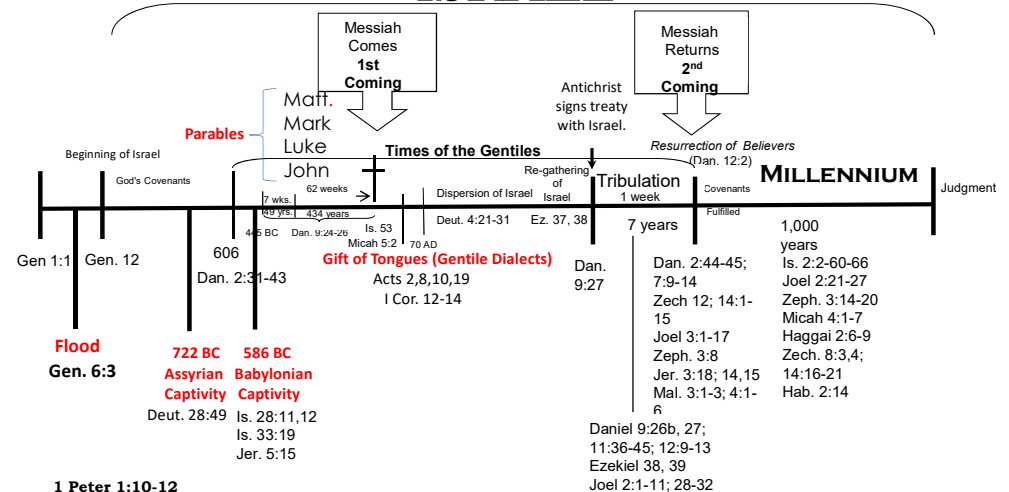 Messiah
Comes
1st
Coming
Messiah
Returns
2nd
Coming
Antichrist
signs treaty
with Israel.
Parables
Matt.
Mark
Luke
John
Resurrection of Believers
(Dan. 12:2)
Beginning of Israel
God's Covenants
Times of the Gentiles
Re-gathering
of
Israel
Tribulation
1 week
7 years
Covenants
Fulfilled
MILLENNIUM
Judgment
7 wks.
49 yrs.
62 weeks
434 years
445 BC
Dan. 9:24-26
Is. 53
Micah 5:2
70 AD
Dispersion of Israel
Deut. 4:21-31
Ez. 37, 38
Gen 1:1
Gen. 12
606
Dan. 2:31-43
Gift of Tongues (Gentile Dialects)
Acts 2,8,10,19
I Cor. 12-14
Dan.
9:27
1,000
years
Is. 2:2-60-66
Joel 2:21-27
Zeph. 3:14-20
Micah 4:1-7
Haggai 2:6-9
Zech. 8:3,4;
14:16-21
Hab. 2:14
Dan. 2:44-45;
7:9-14
Zech 12; 14:1-
15
Joel 3:1-17
Zeph. 3:8
Jer. 3:18; 14,15
Mal. 3:1-3; 4:1-
6
Flood
Gen. 6:3
722 BC
Assyrian
Captivity
Deut. 28:49
586 BC
Babylonian
Captivity
Is. 28:11,12
Is. 33:19
Jer. 5:15
Daniel 9:26b, 27;
11:36-45; 12:9-13
Ezekiel 38, 39
Joel 2:1-11; 28-32
1 Peter 1:10-12